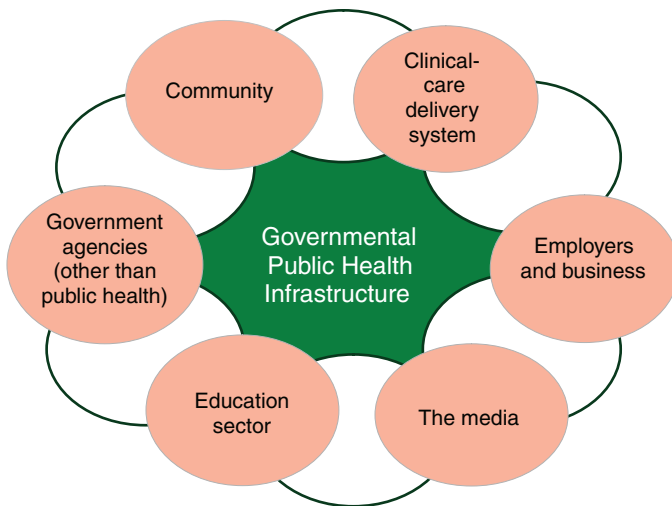 Community
Clinical-
care
delivery
system
Government
agencies
(other than
public health)
Governmental
Public Health
Infrastructure
Employers
and business
Education
sector
The media